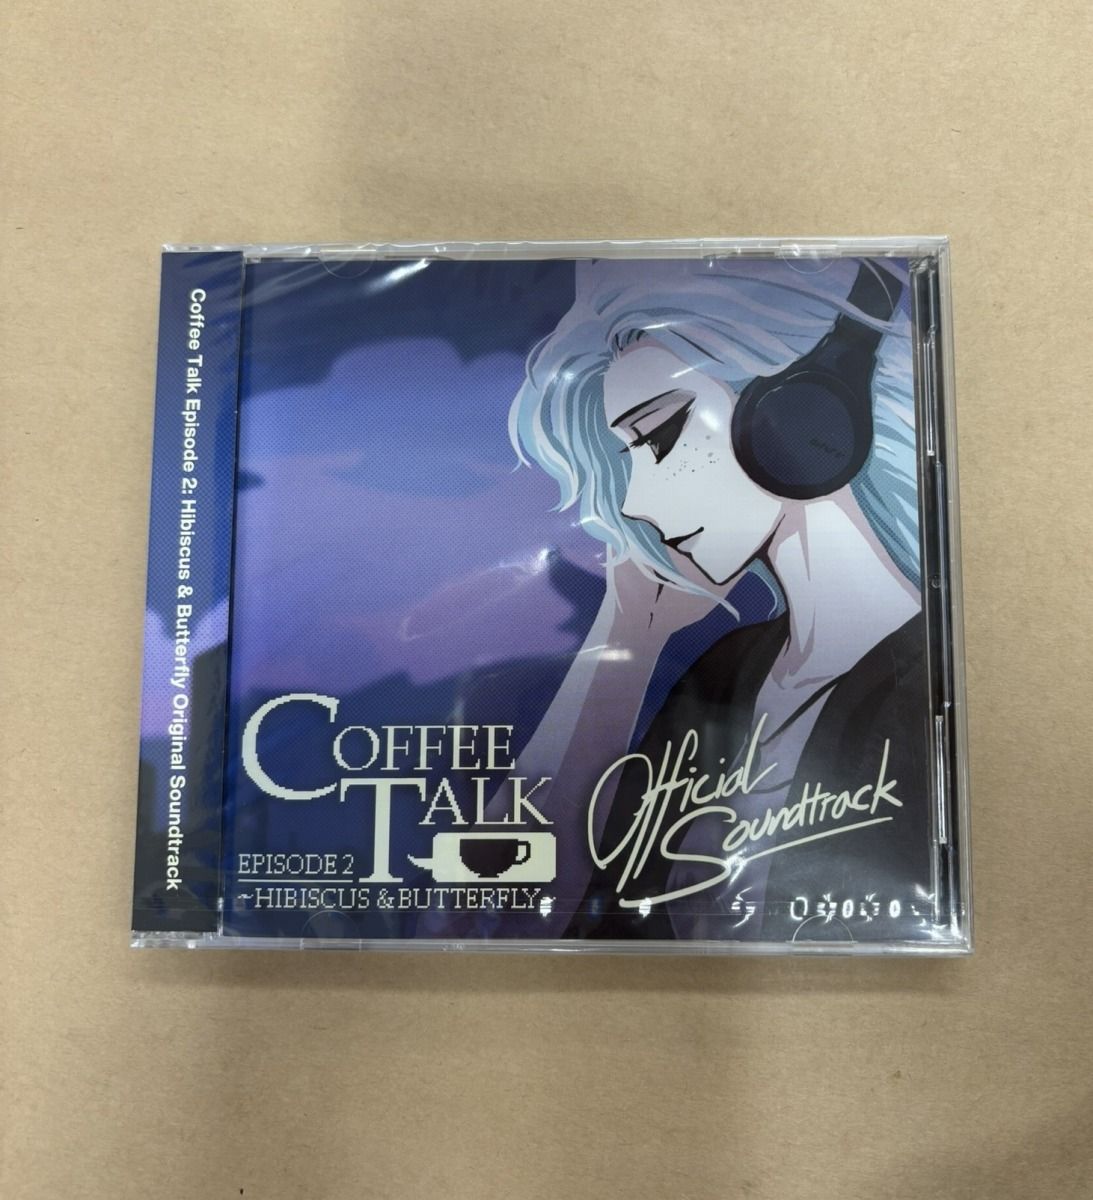 Coffee Talk Episode 2: Hibiscus & Butterfly Original Soundtrack
COFFEE
TALK
EPISODE 2
~HIBISCUS & BUTTERFLY~
Official
Soundtrack